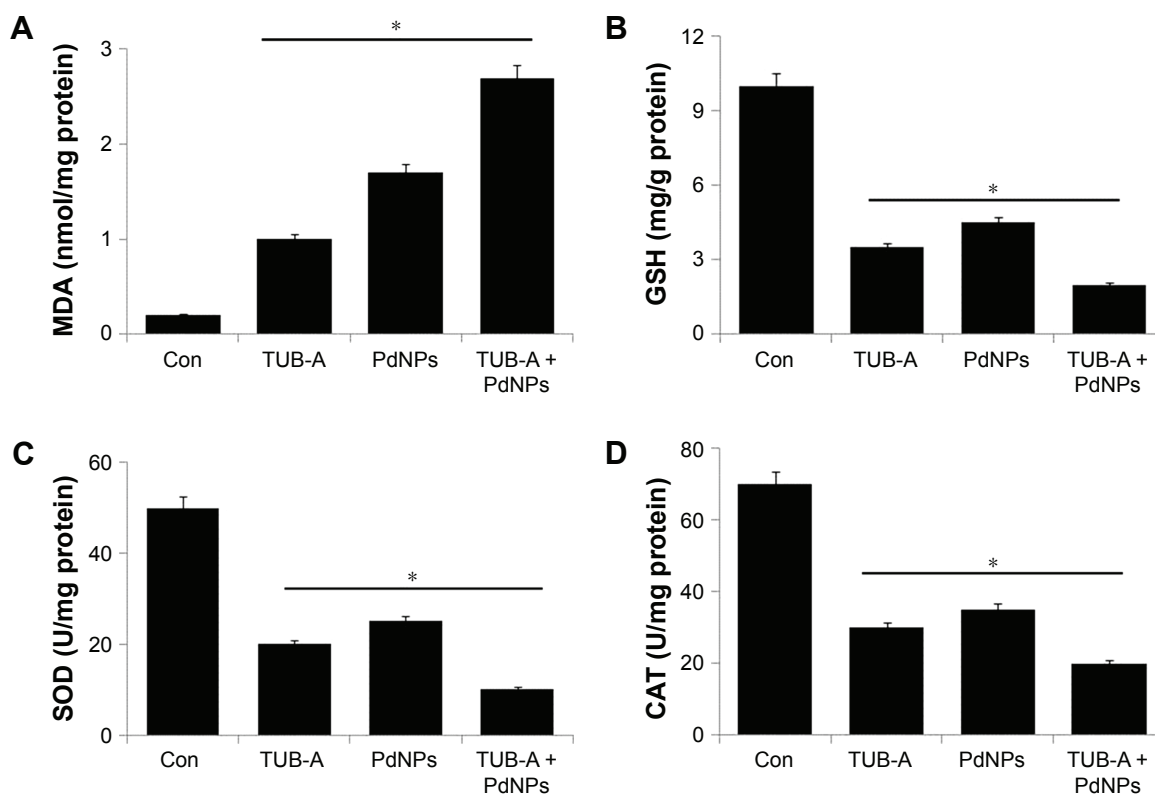 A
*
MDA (nmol/mg protein)
3
2
1
0
Con
TUB-A
PdNPs
TUB-A +
PdNPs
B
*
GSH (mg/g protein)
12
9
6
3
0
Con
TUB-A
PdNPs
TUB-A +
PdNPs
C
*
SOD (U/mg protein)
60
40
20
0
Con
TUB-A
PdNPs
TUB-A +
PdNPs
D
*
CAT (U/mg protein)
80
60
40
20
0
Con
TUB-A
PdNPs
TUB-A +
PdNPs